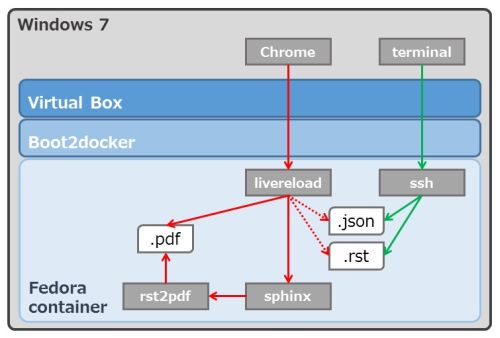 Windows 7
Chrome
terminal
Virtual Box
Boot2docker
livereload
ssh
.json
.pdf
.rst
Fedora
container
rst2pdf
sphinx